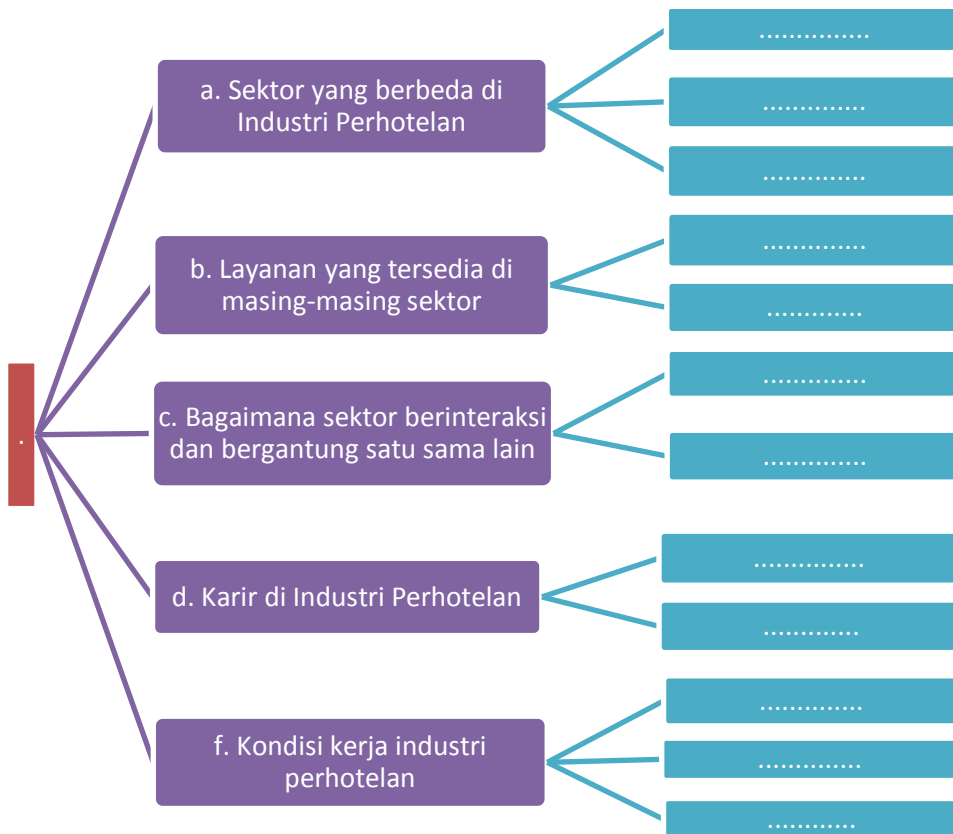 .
a. Sektor yang berbeda di
Industri Perhotelan
...............
..............
..............
b. Layanan yang tersedia di
masing-masing sektor
..............
.............
c. Bagaimana sektor berinteraksi
dan bergantung satu sama lain
..............
..............
d. Karir di Industri Perhotelan
...............
.............
f. Kondisi kerja industri
perhotelan
..............
..............
............